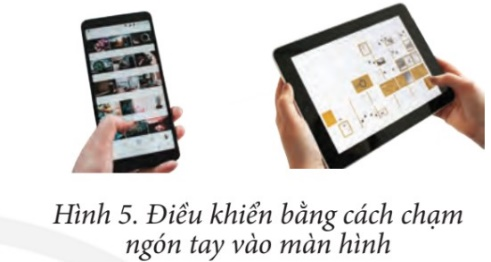 Hình 5. Điều khiển bằng cách chạm
ngón tay vào màn hình